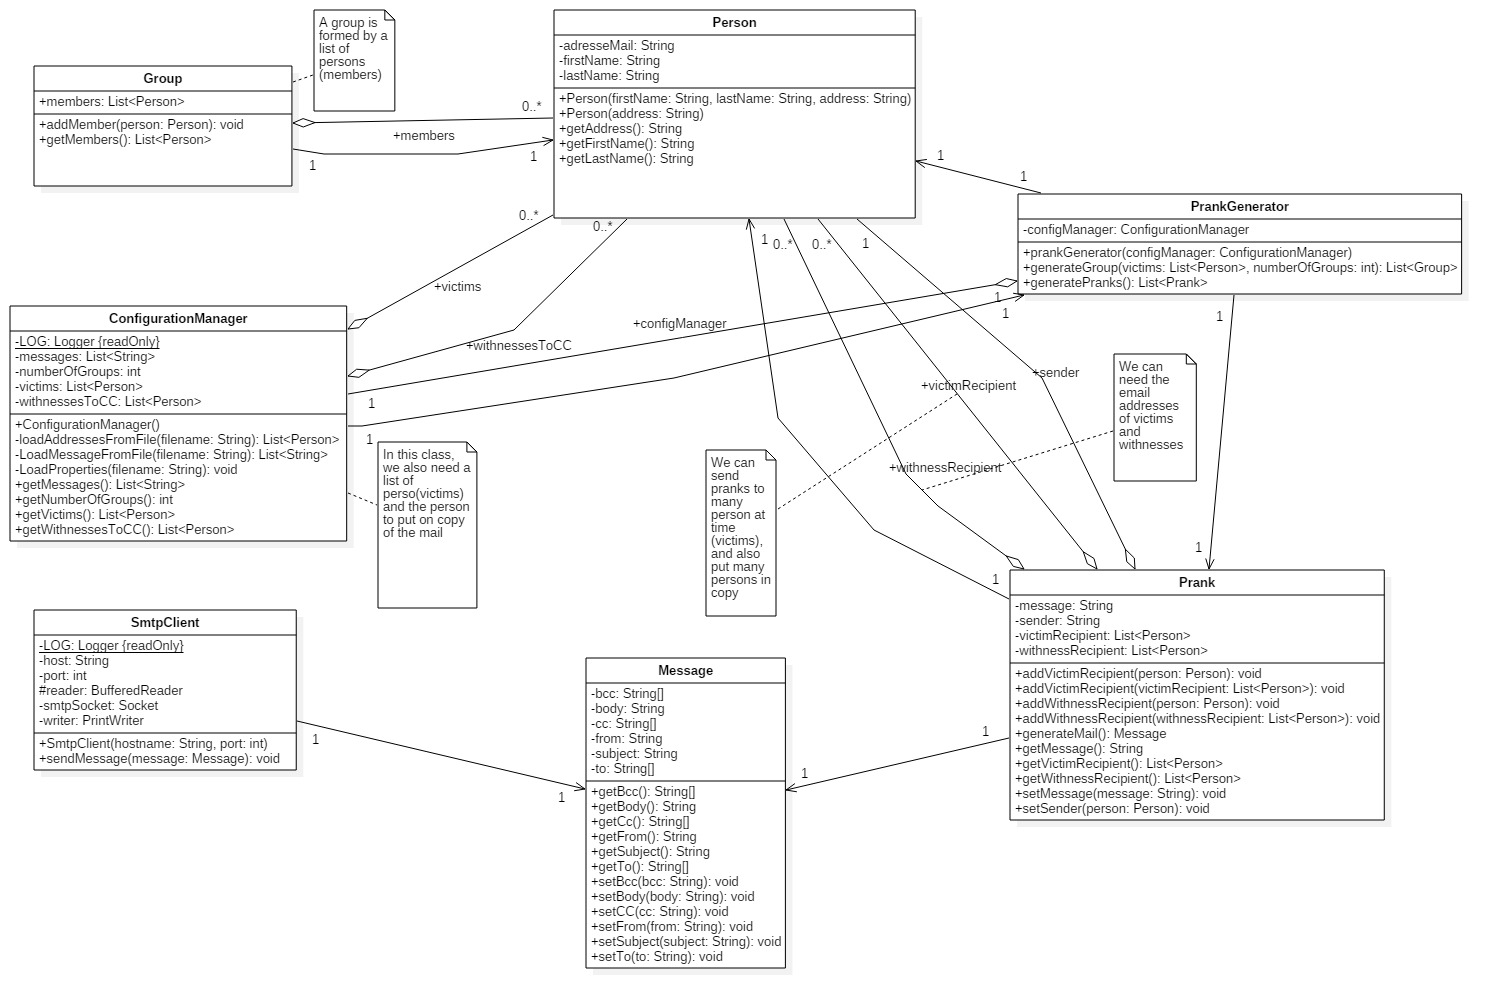 A group is
formed by a
list of
persons
(members)
Group
+members: List<Person>
+addMember(person: Person): void
+getMembers(): List<Person>
Person
-adresseMail: String
-firstName: String
-lastName: String
+Person(firstName: String, lastName: String, address: String)
+Person(address: String)
+getAddress(): String
+getFirstName(): String
+getLastName(): String
0..*
+members
1
1
1
1
PrankGenerator
-configManager: ConfigurationManager
+prankGenerator(configManager: ConfigurationManager)
+generateGroup(victims: List<Person>, numberOfGroups: int): List<Group>
+generatePranks(): List<Prank>
0..*
0..*
1
0..*
0..*
1
+victims
+configManager
+withnessesToCC
1
1
1
1
1
ConfigurationManager
-LOG: Logger {readOnly}
-messages: List<String>
-numberOfGroups: int
-victims: List<Person>
-withnessesToCC: List<Person>
+ConfigurationManager()
-loadAddressesFromFile(filename: String): List<Person>
-LoadMessageFromFile(filename: String): List<String>
-LoadProperties(filename: String): void
+getMessages(): List<String>
+getNumberOfGroups(): int
+getVictims(): List<Person>
+getWithnessesToCC(): List<Person>
In this class,
we also need a
list of
perso(victims)
and the person
to put on copy
of the mail
+sender
+victimRecipient
+withnessRecipient
We can
need the
email
addresses
of victims
and
withnesses
We can
send
pranks to
many
person at
time
(victims),
and also
put many
persons in
copy
1
1
Prank
-message: String
-sender: String
-victimRecipient: List<Person>
-withnessRecipient: List<Person>
+addVictimRecipient(person: Person): void
+addVictimRecipient(victimRecipient: List<Person>): void
+addWithnessRecipient(person: Person): void
+addWithnessRecipient(withnessRecipient: List<Person>): void
+generateMail(): Message
+getMessage(): String
+getVictimRecipient(): List<Person>
+getWithnessRecipient(): List<Person>
+setMessage(message: String): void
+setSender(person: Person): void
SmtpClient
-LOG: Logger {readOnly}
-host: String
-port: int
#reader: BufferedReader
-smtpSocket: Socket
-writer: PrintWriter
+SmtpClient(hostname: String, port: int)
+sendMessage(message: Message): void
1
1
1
1
Message
-bcc: String[]
-body: String
-cc: String[]
-from: String
-subject: String
-to: String[]
+getBcc(): String[]
+getBody(): String
+getCc(): String[]
+getFrom(): String
+getSubject(): String
+getTo(): String[]
+setBcc(bcc: String): void
+setBody(body: String): void
+setCC(cc: String): void
+setFrom(from: String): void
+setSubject(subject: String): void
+setTo(to: String): void